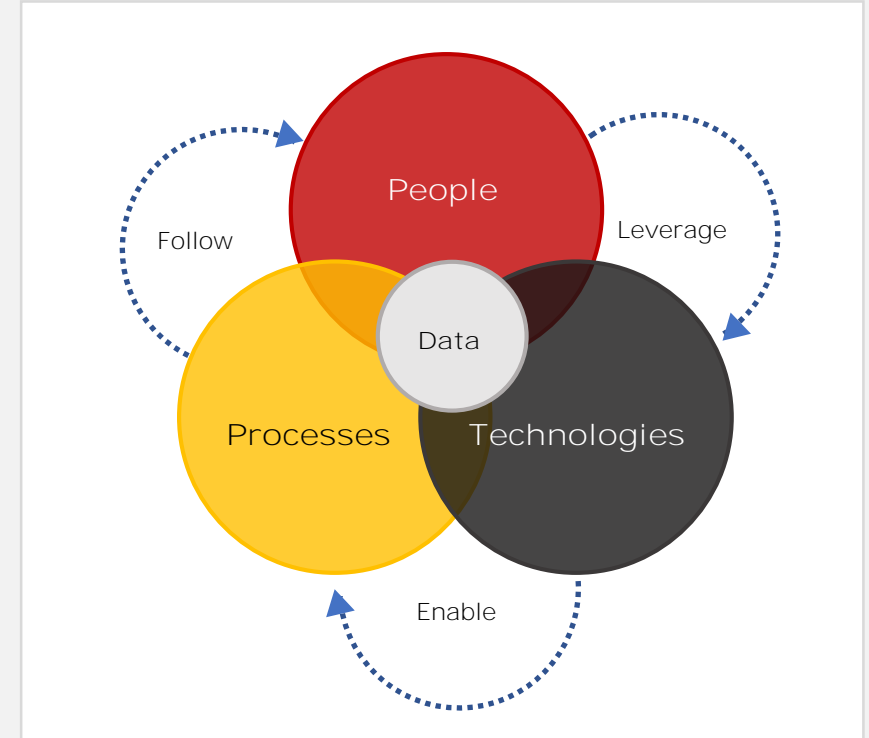 People
Leverage
Follow
Data
Processes
Technologies
Enable